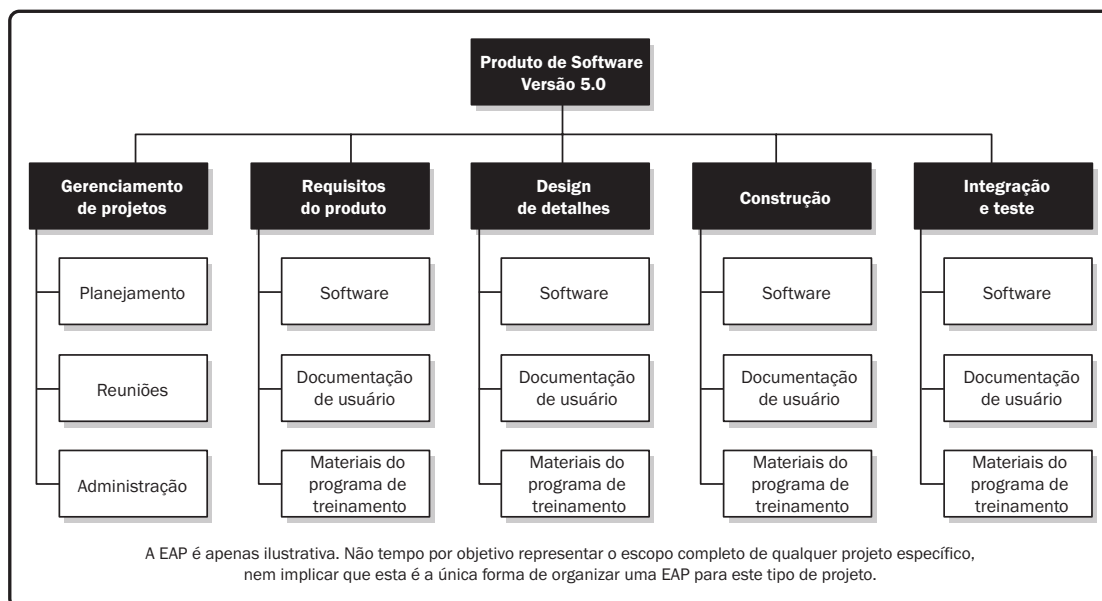 Produto de Software
Versão 5.0
Gerenciamento
de projetos
Requisitos
do produto
Design
de detalhes
Construção
Integração
e teste
Planejamento
Software
Software
Software
Software
Reuniões
Documentação
de usuário
Documentação
de usuário
Documentação
de usuário
Documentação
de usuário
Administração
Materiais do
programa de
treinamento
Materiais do
programa de
treinamento
Materiais do
programa de
treinamento
Materiais do
programa de
treinamento
A EAP é apenas ilustrativa. Não tempo por objetivo representar o escopo completo de qualquer projeto específico,
nem implicar que esta é a única forma de organizar uma EAP para este tipo de projeto.